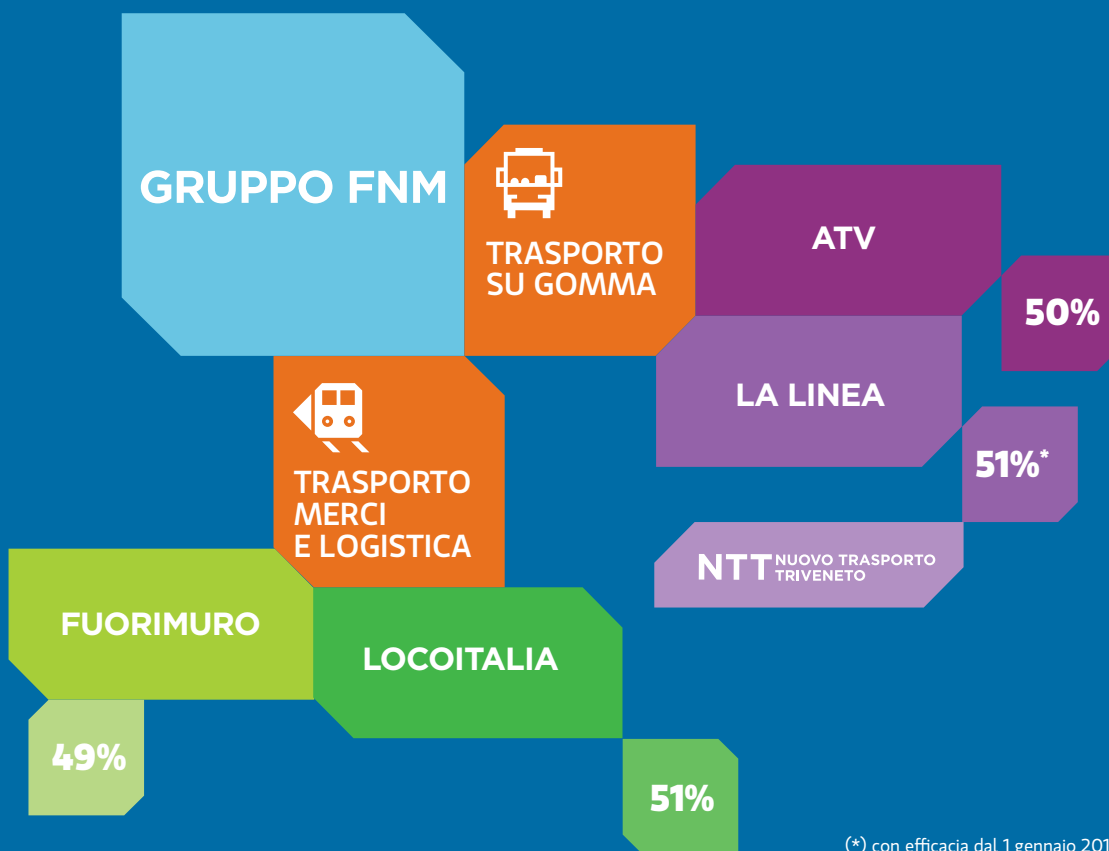 GRUPPO FNM
TRASPORTO
SU GOMMA
ATV
50%
LA LINEA
51%*
NTT NUOVO TRASPORTO
TRIVENETO
TRASPORTO
MERCI
E LOGISTICA
FUORIMURO
49%
LOCOITALIA
51%
(*) con efficacia dal 1 gennaio